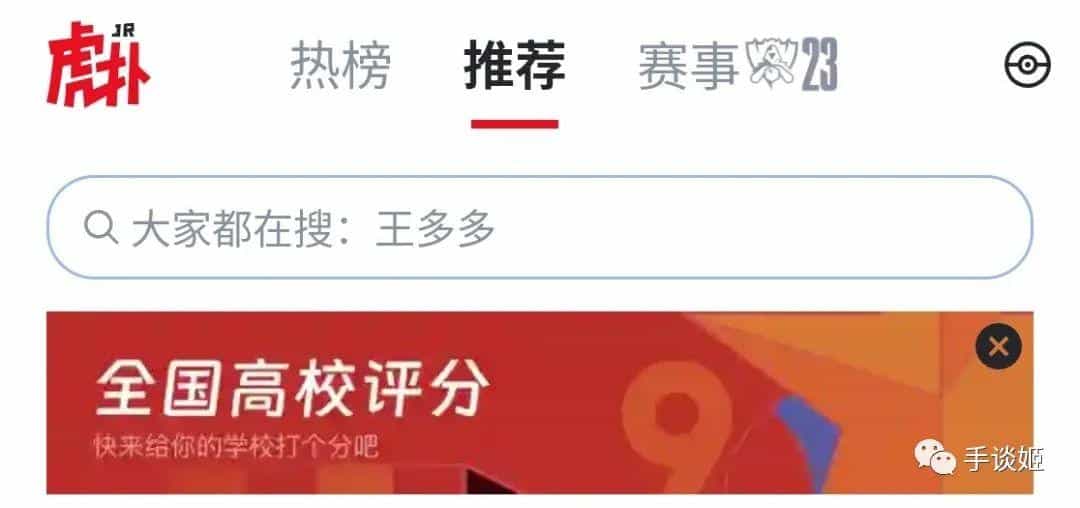 JR
虎扑
热榜 推荐 赛事 23
大家都在搜：王多多
全国高校评分
快来给你的学校打个分吧
9
手谈姬